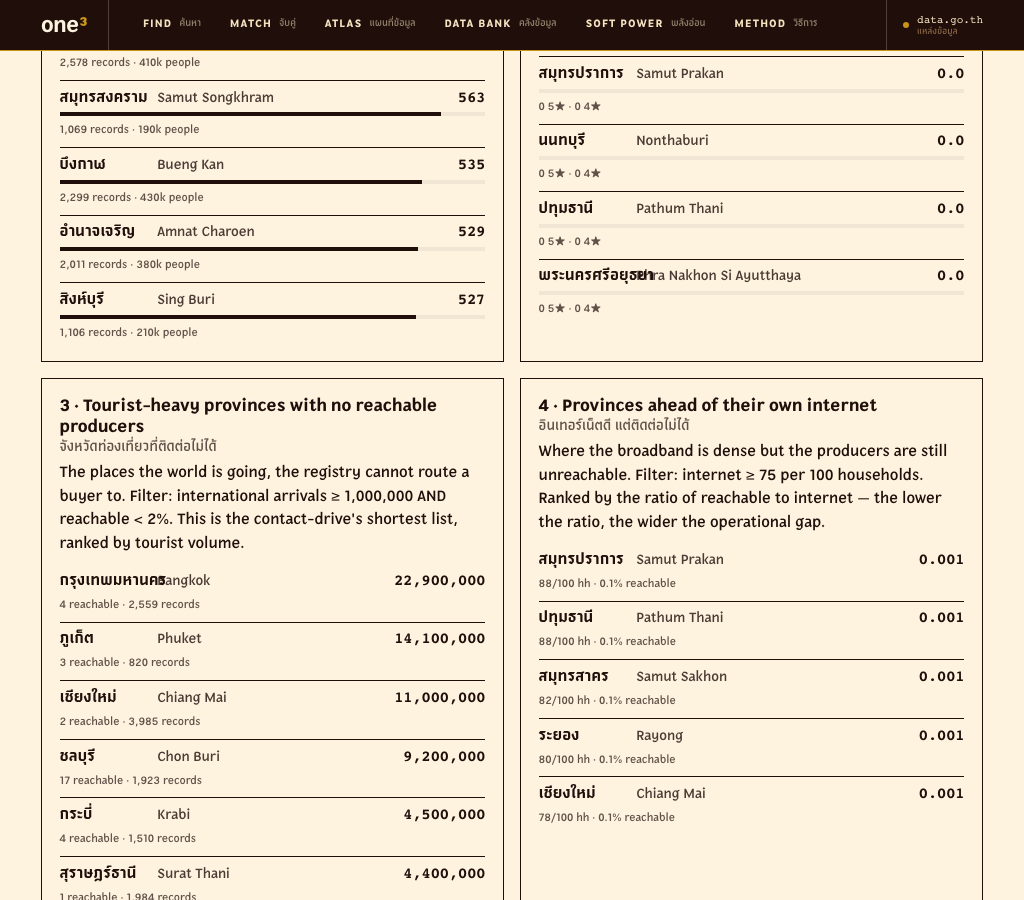 one³
FIND ค้นหา
MATCH จับคู่
ATLAS แผนที่ข้อมูล
DATA BANK คลังข้อมูล
SOFT POWER พลังอ่อน
METHOD วิธีการ
data.go.th
แหล่งข้อมูล
2,578 records · 410k people
สมุทรสงคราม Samut Songkhram 563
1,069 records · 190k people
บึงกาฬ Bueng Kan 535
2,299 records · 430k people
อำนาจเจริญ Amnat Charoen 529
2,011 records · 380k people
สิงห์บุรี Sing Buri 527
1,106 records · 210k people
สมุทรปราการ Samut Prakan 0.0
0 5★ · 0 4★
นนทบุรี Nonthaburi 0.0
0 5★ · 0 4★
ปทุมธานี Pathum Thani 0.0
0 5★ · 0 4★
พระนครศรีอยุธยา Phra Nakhon Si Ayutthaya 0.0
0 5★ · 0 4★
3 · Tourist-heavy provinces with no reachable
producers
จังหวัดท่องเที่ยวที่ติดต่อไม่ได้
The places the world is going, the registry cannot route a
buyer to. Filter: international arrivals ≥ 1,000,000 AND
reachable < 2%. This is the contact-drive's shortest list,
ranked by tourist volume.
กรุงเทพมหานคร Bangkok 22,900,000
4 reachable · 2,559 records
ภูเก็ต Phuket 14,100,000
3 reachable · 820 records
เชียงใหม่ Chiang Mai 11,000,000
2 reachable · 3,985 records
ชลบุรี Chon Buri 9,200,000
17 reachable · 1,923 records
กระบี่ Krabi 4,500,000
4 reachable · 1,510 records
สุราษฎร์ธานี Surat Thani 4,400,000
1 reachable · 1,984 records
4 · Provinces ahead of their own internet
อินเทอร์เน็ตดี แต่ติดต่อไม่ได้
Where the broadband is dense but the producers are still
unreachable. Filter: internet ≥ 75 per 100 households.
Ranked by the ratio of reachable to internet — the lower
the ratio, the wider the operational gap.
สมุทรปราการ Samut Prakan 0.001
88/100 hh · 0.1% reachable
ปทุมธานี Pathum Thani 0.001
88/100 hh · 0.1% reachable
สมุทรสาคร Samut Sakhon 0.001
82/100 hh · 0.1% reachable
ระยอง Rayong 0.001
80/100 hh · 0.1% reachable
เชียงใหม่ Chiang Mai 0.001
78/100 hh · 0.1% reachable